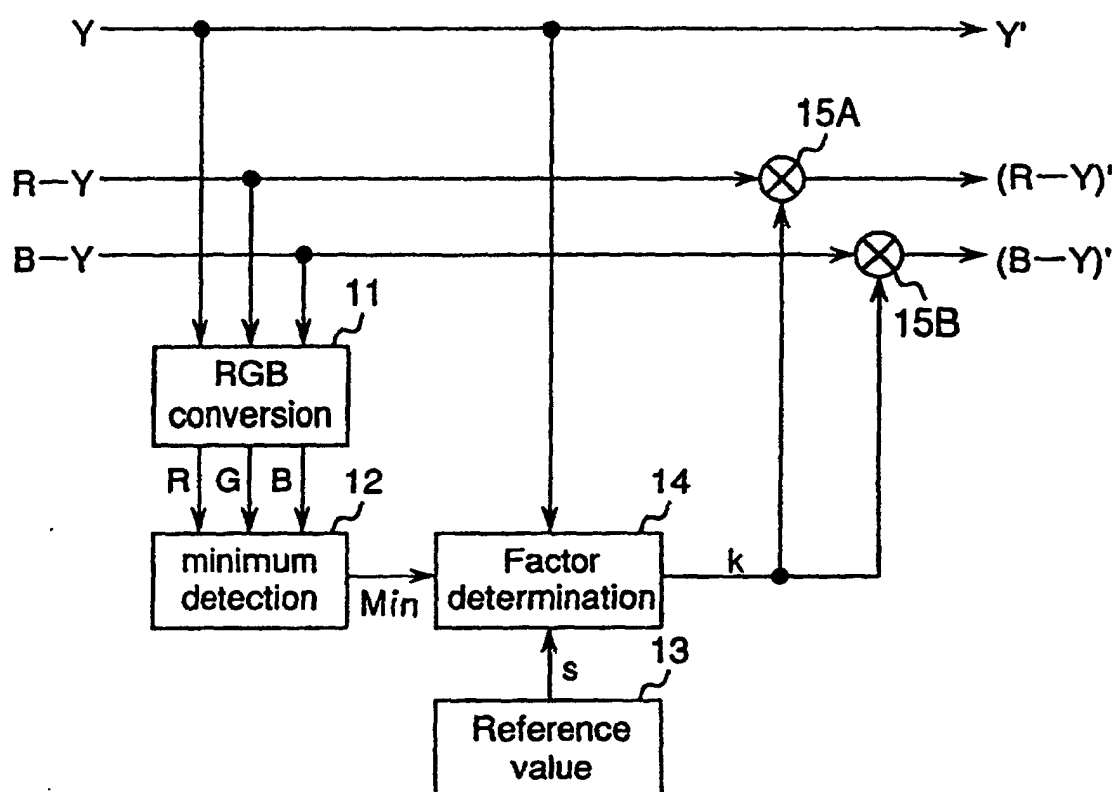 Y
Y'
15A
R—Y
(R—Y)'
B—Y
(B—Y)'
15B
11
RGB
conversion
R
G
B
12
14
minimum
detection
Min
Factor
determination
k
s
13
Reference
value